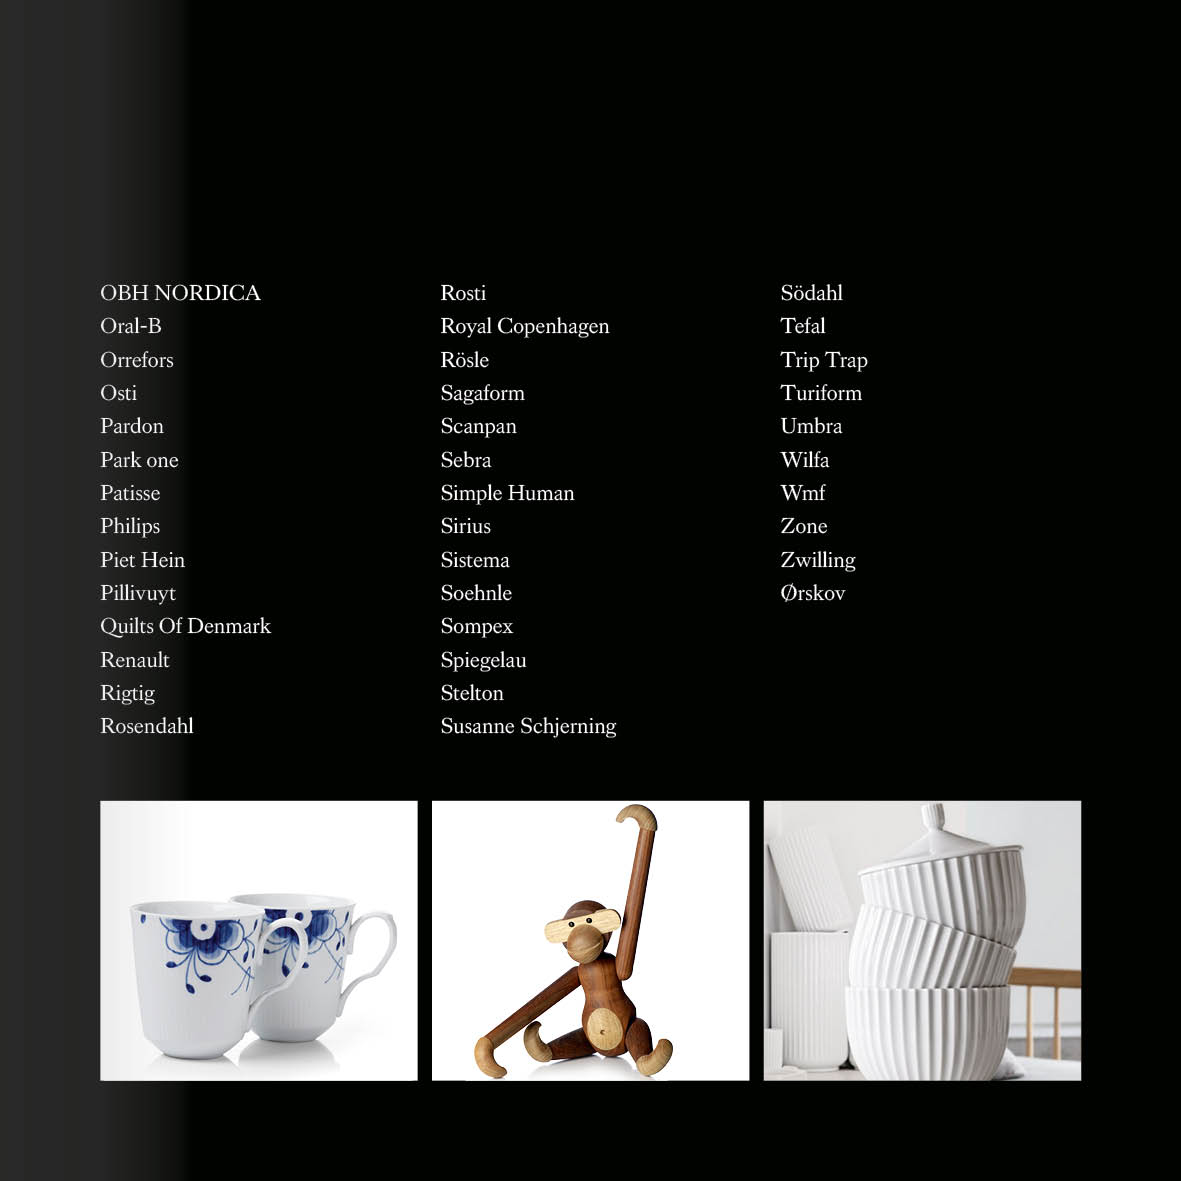 OBH NORDICA
Oral-B
Orrefors
Osti
Pardon
Park one
Patisse
Philips
Piet Hein
Pillivuyt
Quilts Of Denmark
Renault
Rigtig
Rosendahl
Rosti
Royal Copenhagen
Rösle
Sagaform
Scanpan
Sebra
Simple Human
Sirius
Sistema
Soehnle
Sompex
Spiegelau
Stelton
Susanne Schjerning
Södahl
Tefal
Trip Trap
Turiform
Umbra
Wilfa
Wmf
Zone
Zwilling
Ørskov